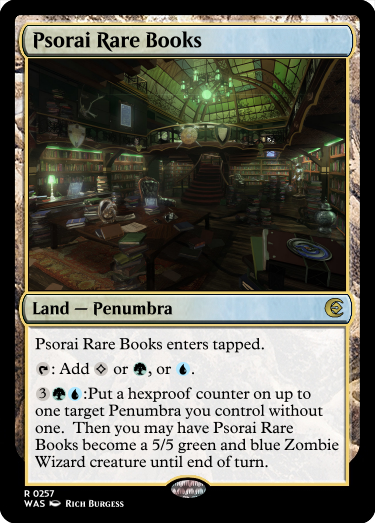 Psorai Rare Books
Land — Penumbra
Psorai Rare Books enters tapped.
: Add or , or .
3 :Put a hexproof counter on up to
one target Penumbra you control without
one. Then you may have Psorai Rare
Books become a 5/5 green and blue Zombie
Wizard creature until end of turn.
R 0257
WAS Rich Burgess